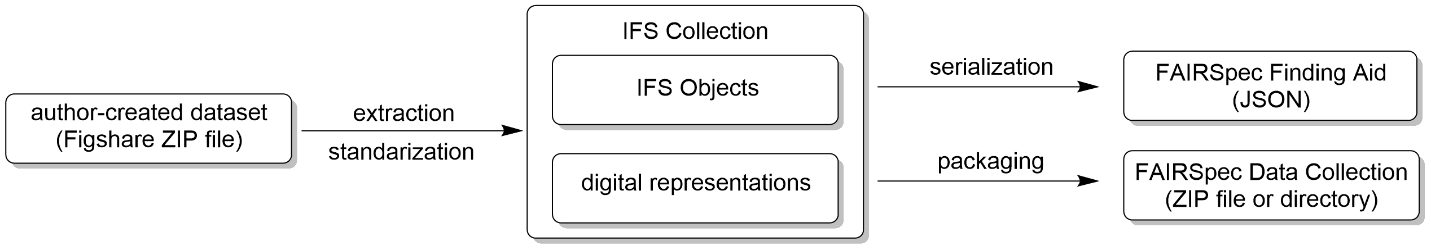 author-created dataset
(Figshare ZIP file)
extraction
standarization
IFS Collection
IFS Objects
digital representations
serialization
FAIRSpec Finding Aid
(JSON)
packaging
FAIRSpec Data Collection
(ZIP file or directory)